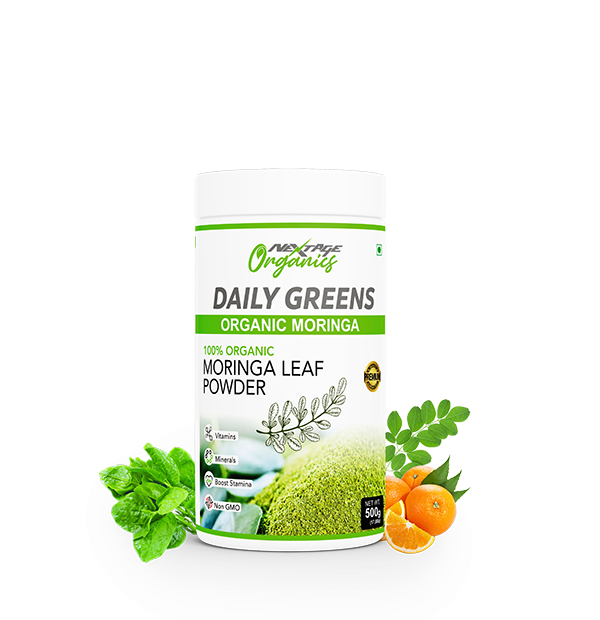 NEXTAGE
Organics
DAILY GREENS
ORGANIC MORINGA
100% ORGANIC
MORINGA LEAF
POWDER
PREMIUM
Vitamins
Minerals
Boost Stamina
Non GMO
NET WT.
500g